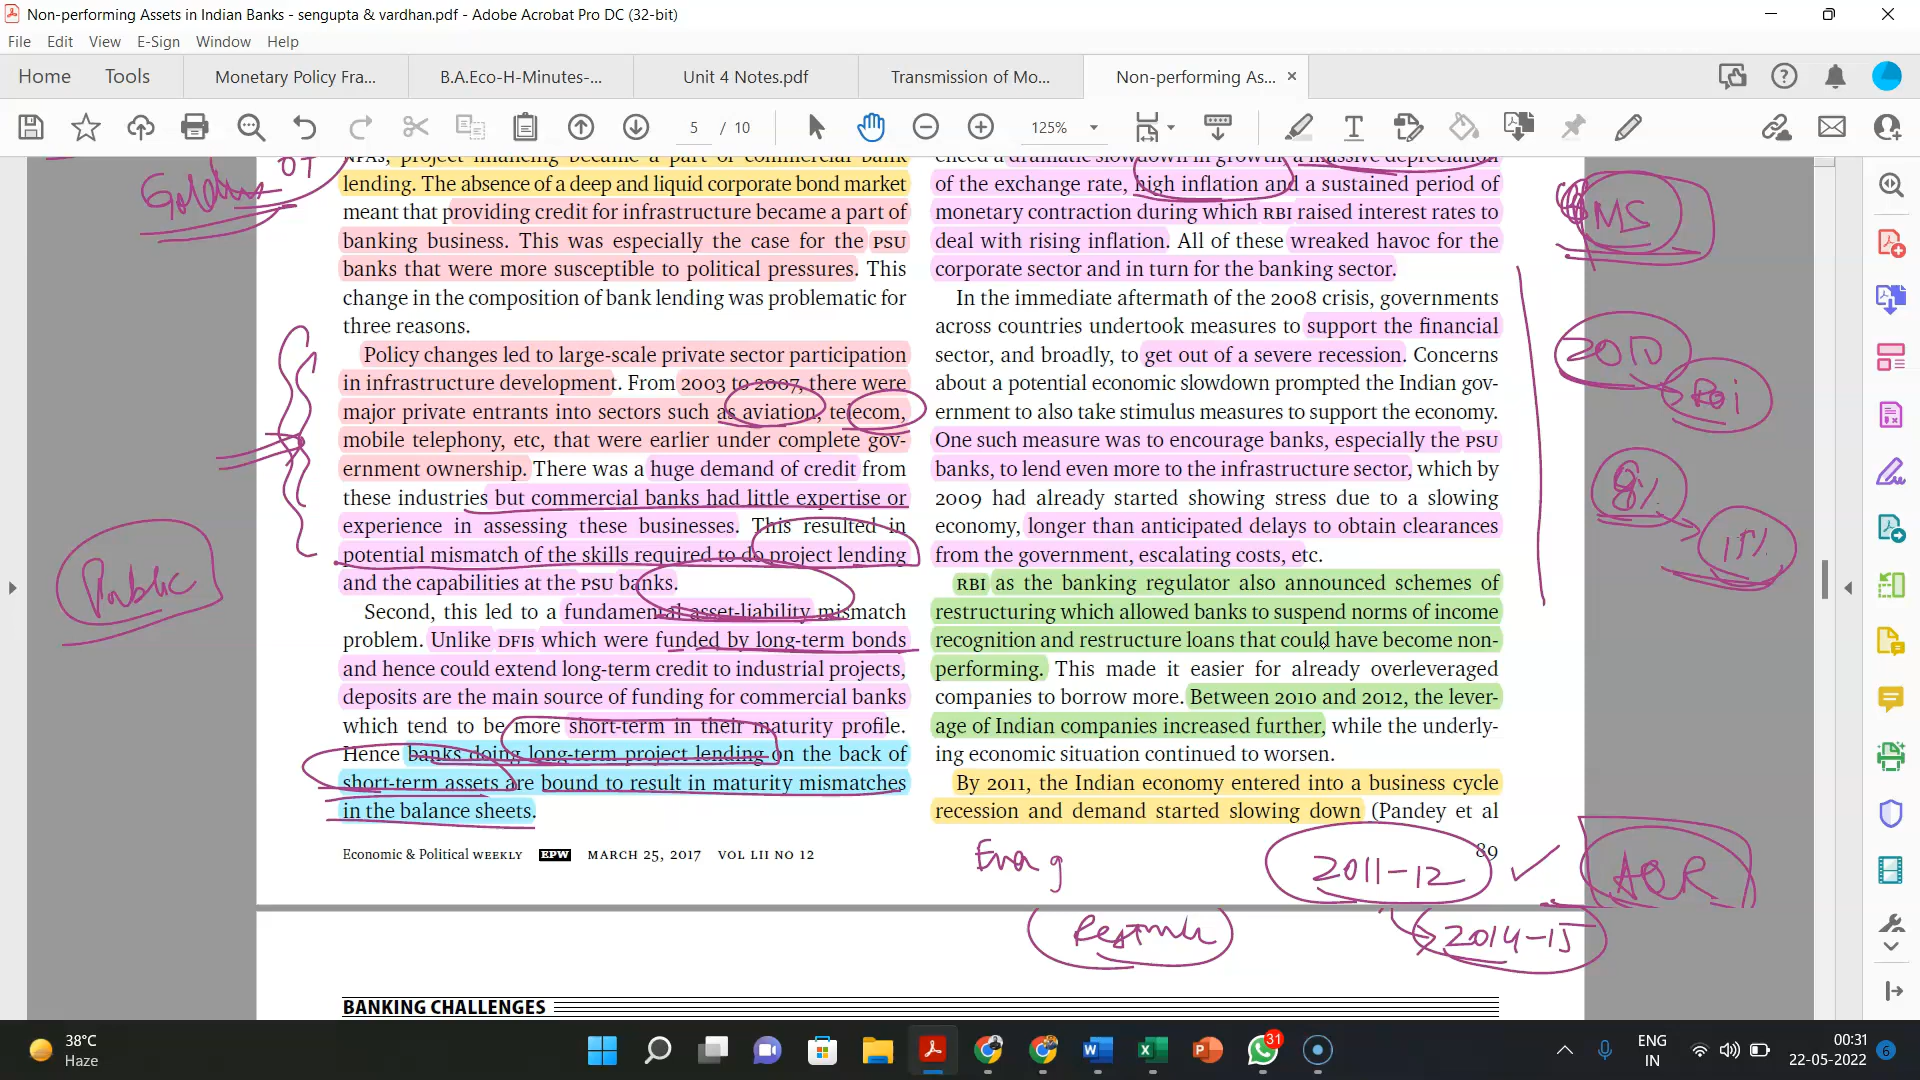 Non-performing Assets in Indian Banks - sengupta & vardhan.pdf - Adobe Acrobat Pro DC (32-bit)
File Edit View E-Sign Window Help
Home Tools Monetary Policy Fra... B.A.Eco-H-Minutes-... Unit 4 Notes.pdf Transmission of Mo... Non-performing As... ×
5 / 10 125%
NPAs, project financing became a part of commercial bank
lending. The absence of a deep and liquid corporate bond market
meant that providing credit for infrastructure became a part of
banking business. This was especially the case for the PSU
banks that were more susceptible to political pressures. This
change in the composition of bank lending was problematic for
three reasons.
Policy changes led to large-scale private sector participation
in infrastructure development. From 2003 to 2007, there were
major private entrants into sectors such as aviation, telecom,
mobile telephony, etc, that were earlier under complete gov-
ernment ownership. There was a huge demand of credit from
these industries but commercial banks had little expertise or
experience in assessing these businesses. This resulted in
potential mismatch of the skills required to do project lending
and the capabilities at the PSU banks.
Second, this led to a fundamental asset-liability mismatch
problem. Unlike DFIs which were funded by long-term bonds
and hence could extend long-term credit to industrial projects,
deposits are the main source of funding for commercial banks
which tend to be more short-term in their maturity profile.
Hence banks doing long-term project lending on the back of
short-term assets are bound to result in maturity mismatches
in the balance sheets.
Economic & Political WEEKLY EPW MARCH 25, 2017 VOL LII NO 12
Public
enced a dramatic slowdown in growth, a massive depreciation
of the exchange rate, high inflation and a sustained period of
monetary contraction during which RBI raised interest rates to
deal with rising inflation. All of these wreaked havoc for the
corporate sector and in turn for the banking sector.
In the immediate aftermath of the 2008 crisis, governments
across countries undertook measures to support the financial
sector, and broadly, to get out of a severe recession. Concerns
about a potential economic slowdown prompted the Indian gov-
ernment to also take stimulus measures to support the economy.
One such measure was to encourage banks, especially the PSU
banks, to lend even more to the infrastructure sector, which by
2009 had already started showing stress due to a slowing
economy, longer than anticipated delays to obtain clearances
from the government, escalating costs, etc.
RBI as the banking regulator also announced schemes of
restructuring which allowed banks to suspend norms of income
recognition and restructure loans that could have become non-
performing. This made it easier for already overleveraged
companies to borrow more. Between 2010 and 2012, the lever-
age of Indian companies increased further, while the underly-
ing economic situation continued to worsen.
By 2011, the Indian economy entered into a business cycle
recession and demand started slowing down (Pandey et al
89
MS
2010
Roi
8%
15%
2011-12
AQR
2014-15
BANKING CHALLENGES
38°C
Haze
31
ENG
IN
00:31
22-05-2022
6